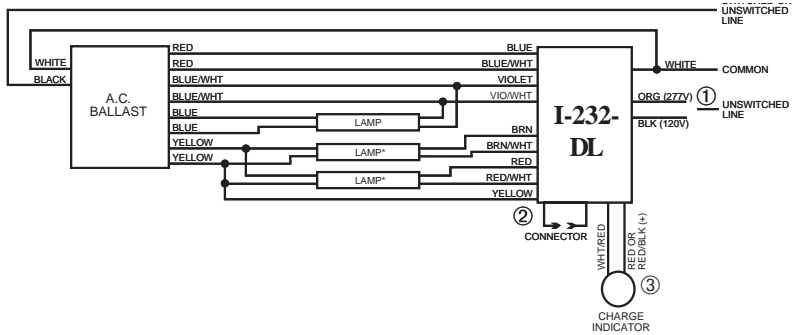 UNSWITCHED
LINE
WHITE
BLACK
A.C.
BALLAST
RED
RED
BLUE/WHT
BLUE/WHT
BLUE
BLUE
YELLOW
YELLOW
LAMP
LAMP*
LAMP*
BLUE
BLUE/WHT
VIOLET
VIO/WHT
BRN
BRN/WHT
RED
RED/WHT
YELLOW
I-232-
DL
WHITE
COMMON
ORG (277V)
①
UNSWITCHED
LINE
BLK (120V)
②
CONNECTOR
WHT/RED
RED OR
RED/BLK (+)
③
CHARGE
INDICATOR